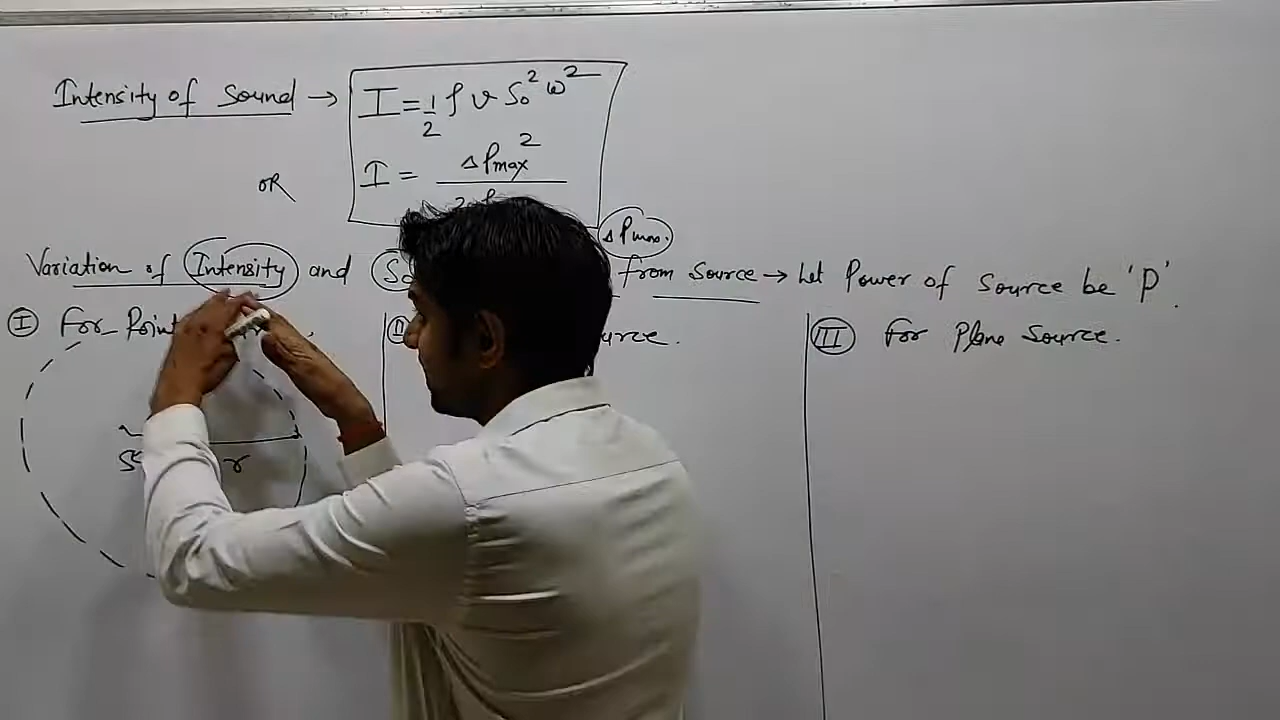 Intensity of Sound → I = 1/2 ρ v S₀² ω²
OR I = ΔPmax² / 2ρ
ΔPmax.
Variation of Intensity and from Source → Let Power of Source be 'P'.
I For Point
II urce.
III For Plane Source.
r